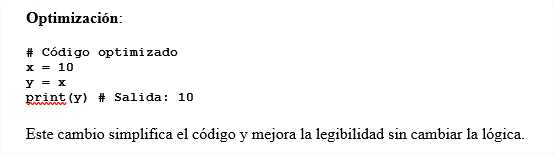 Optimización:
# Código optimizado
x = 10
y = x
print(y) # Salida: 10
Este cambio simplifica el código y mejora la legibilidad sin cambiar la lógica.